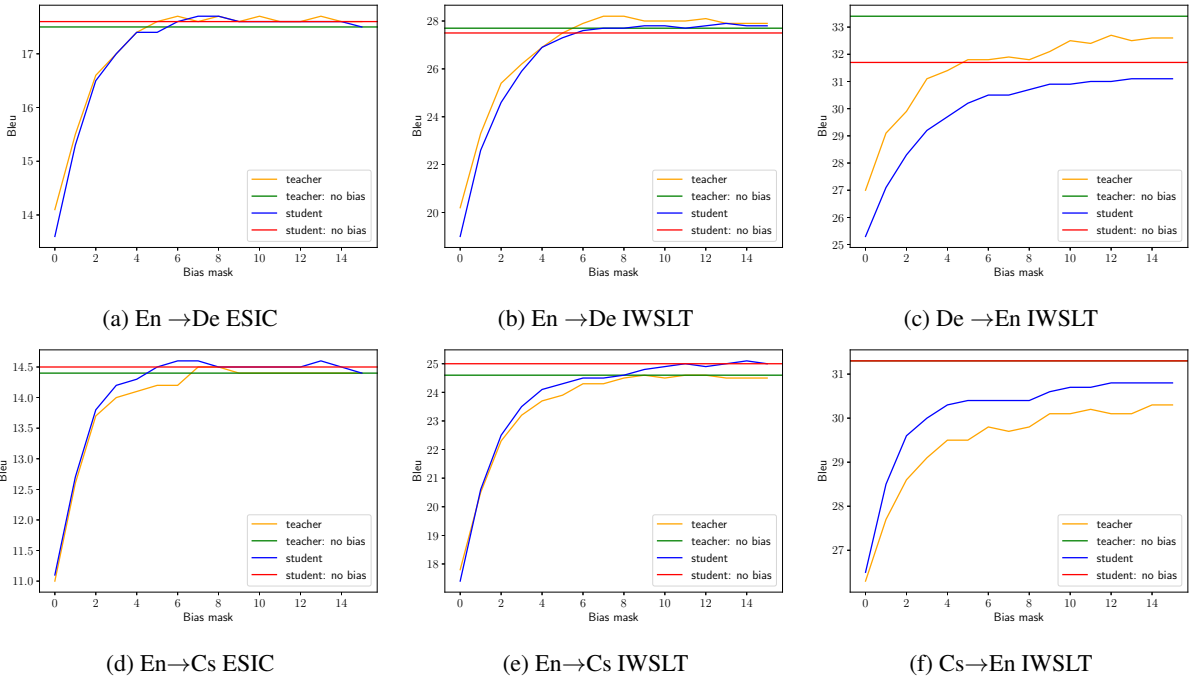 17
16
15
14
Bleu
0 2 4 6 8 10 12 14
Bias mask
teacher
teacher: no bias
student
student: no bias
(a) En →De ESIC
28
26
24
22
20
Bleu
0 2 4 6 8 10 12 14
Bias mask
teacher
teacher: no bias
student
student: no bias
(b) En →De IWSLT
33
32
31
30
29
28
27
26
25
Bleu
0 2 4 6 8 10 12 14
Bias mask
teacher
teacher: no bias
student
student: no bias
(c) De →En IWSLT
14.5
14.0
13.5
13.0
12.5
12.0
11.5
11.0
Bleu
0 2 4 6 8 10 12 14
Bias mask
teacher
teacher: no bias
student
student: no bias
(d) En→Cs ESIC
25
24
23
22
21
20
19
18
Bleu
0 2 4 6 8 10 12 14
Bias mask
teacher
teacher: no bias
student
student: no bias
(e) En→Cs IWSLT
31
30
29
28
27
Bleu
0 2 4 6 8 10 12 14
Bias mask
teacher
teacher: no bias
student
student: no bias
(f) Cs→En IWSLT